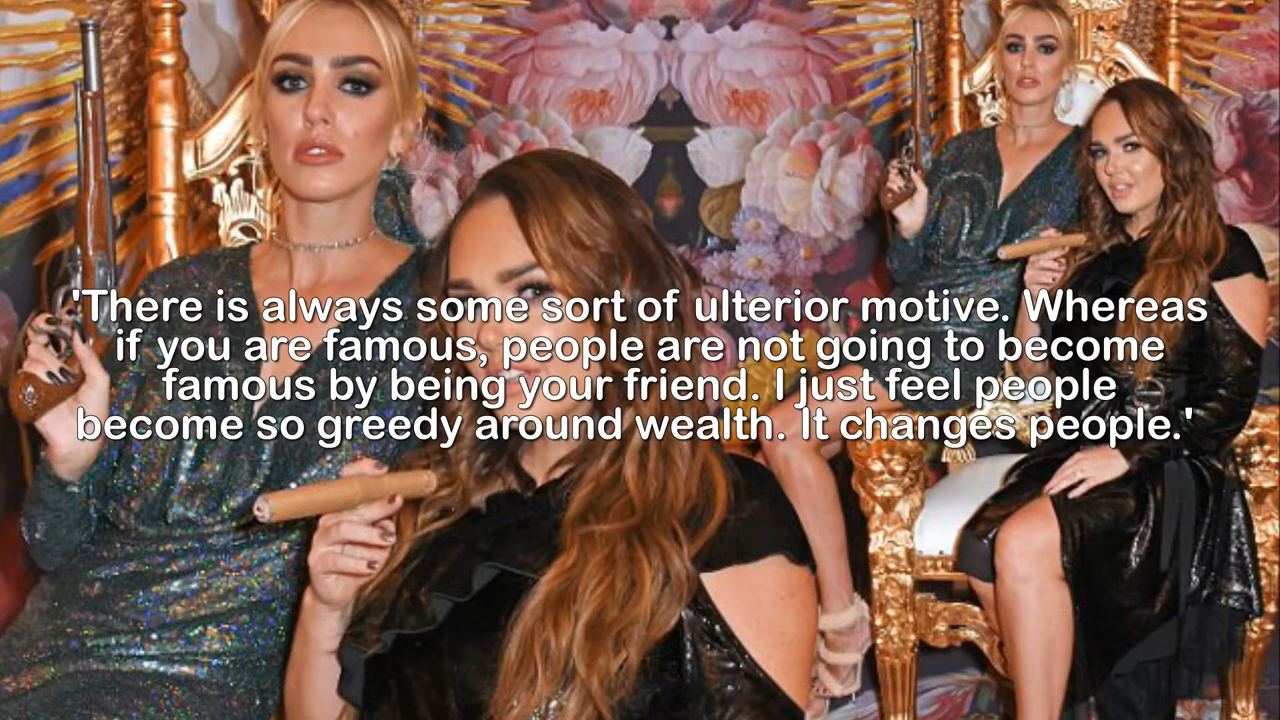 'There is always some sort of ulterior motive. Whereas
if you are famous, people are not going to become
famous by being your friend. I just feel people
become so greedy around wealth. It changes people.'